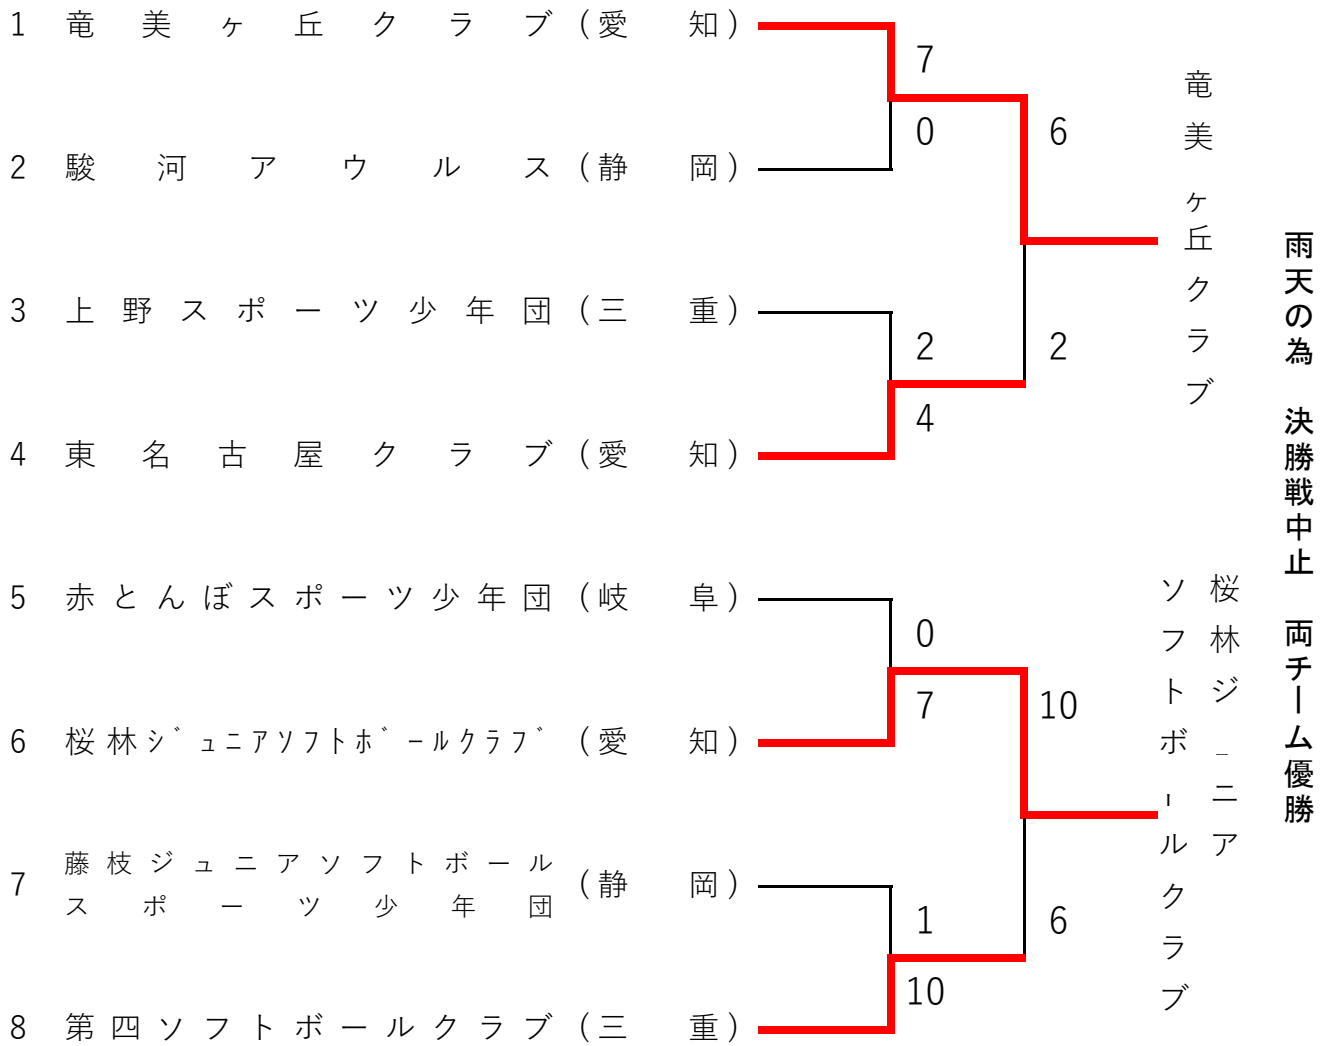 1 竜美ヶ丘クラブ(愛知)
7
0
6
2 駿河アウルス(静岡)
3 上野スポーツ少年団(三重)
2
4
2
4 東名古屋クラブ(愛知)
竜美ヶ丘クラブ
5 赤とんぼスポーツ少年団(岐阜)
0
7
10
6 桜林ｼﾞｭﾆｱｿﾌﾄﾎﾞｰﾙｸﾗﾌﾞ(愛知)
7 藤枝ジュニアソフトボール
スポーツ少年団(静岡)
1
10
6
8 第四ソフトボールクラブ(三重)
桜林ジュニア
ソフトボールクラブ
雨天の為 決勝戦中止 両チーム優勝